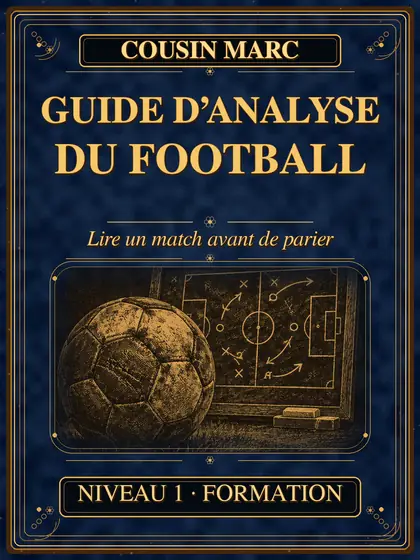 COUSIN MARC
GUIDE D’ANALYSE
DU FOOTBALL
Lire un match avant de parier
NIVEAU 1 · FORMATION